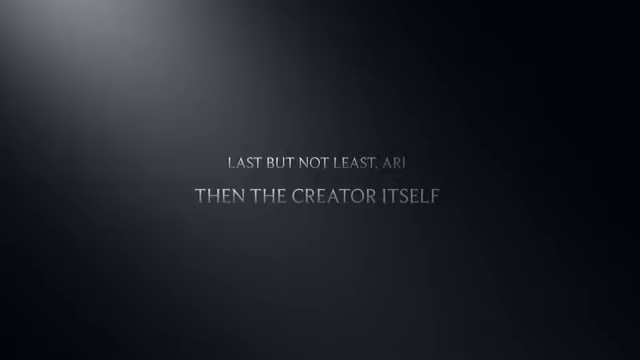 LAST BUT NOT LEAST, ARI
THEN THE CREATOR ITSELF